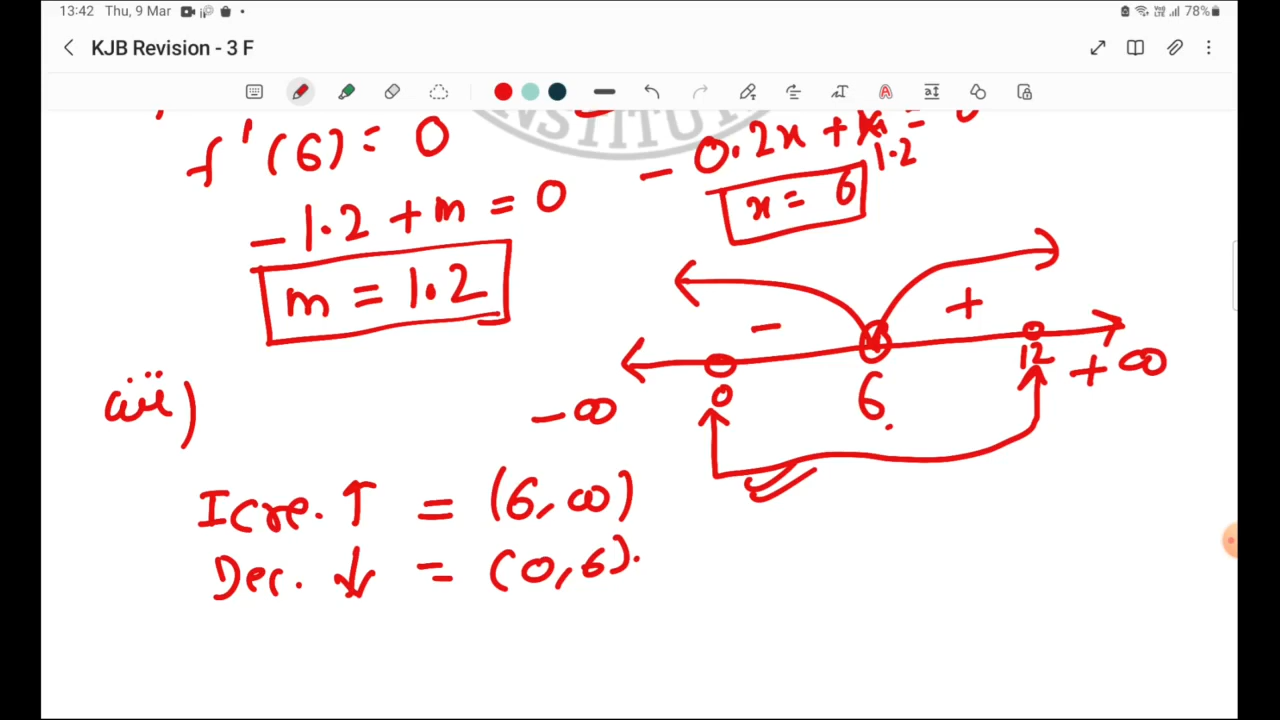 13:42 Thu, 9 Mar
78%
KJB Revision - 3 F
INSTITU
f'(6) = 0
- 1.2 + m = 0
m = 1.2
- 0.2x + 1.2 = 0
x = 6
- +
0 6 12
- ∞ + ∞
iii)
Icre. ↑ = (6, ∞)
Dec. ↓ = (0, 6).